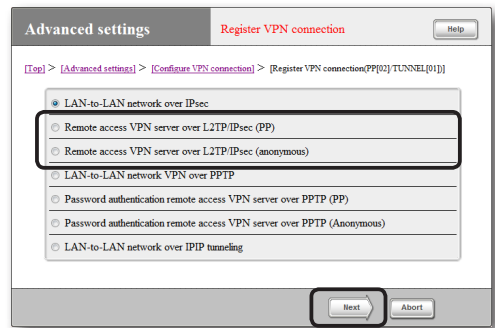 Advanced settings
Register VPN connection
Help
[Top] > [Advanced settings] > [Configure VPN connection] > [Register VPN connection(PP[02]/TUNNEL[01])]
LAN-to-LAN network over IPsec
Remote access VPN server over L2TP/IPsec (PP)
Remote access VPN server over L2TP/IPsec (anonymous)
LAN-to-LAN network VPN over PPTP
Password authentication remote access VPN server over PPTP (PP)
Password authentication remote access VPN server over PPTP (Anonymous)
LAN-to-LAN network over IPIP tunneling
Next
Abort